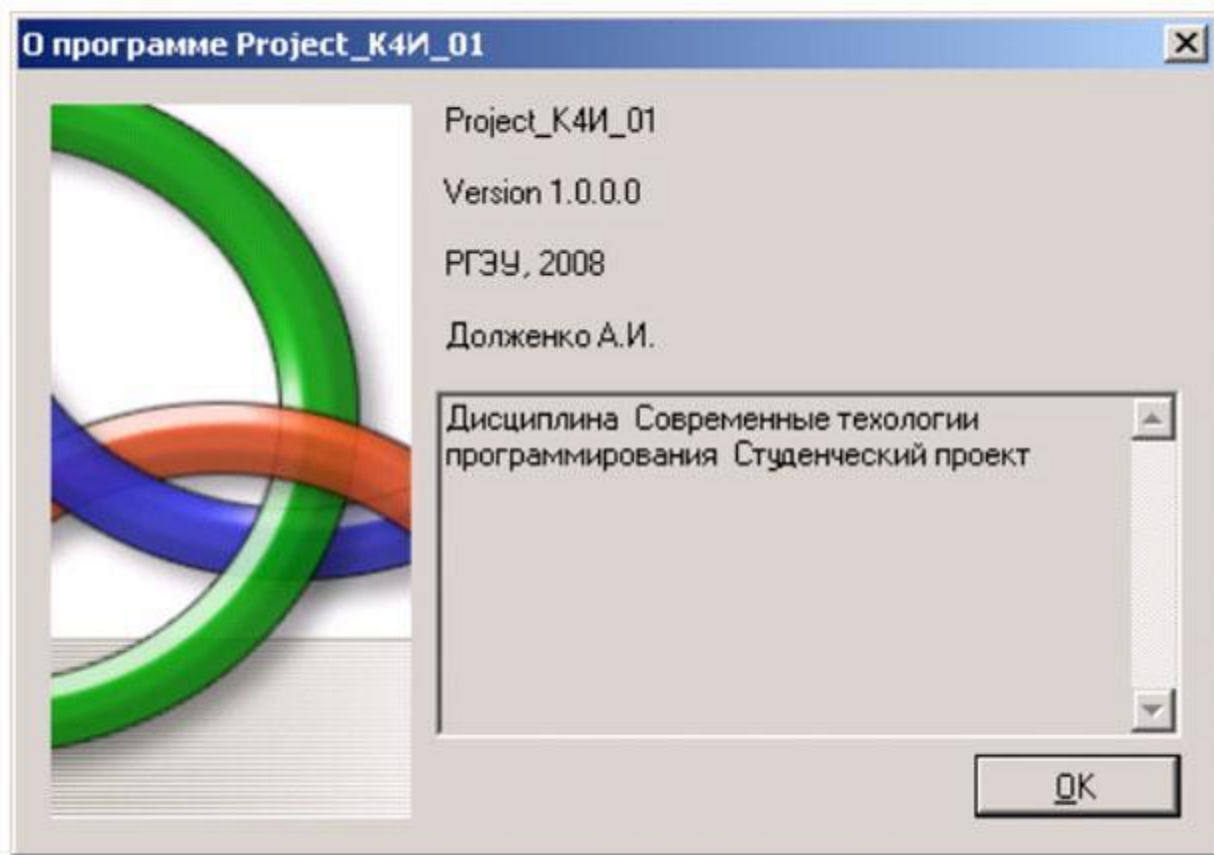 О программе Project_К4И_01
Project_К4И_01
Version 1.0.0.0
РГЭУ, 2008
Долженко А.И.
Дисциплина Современные техологии
программирования Студенческий проект
OK